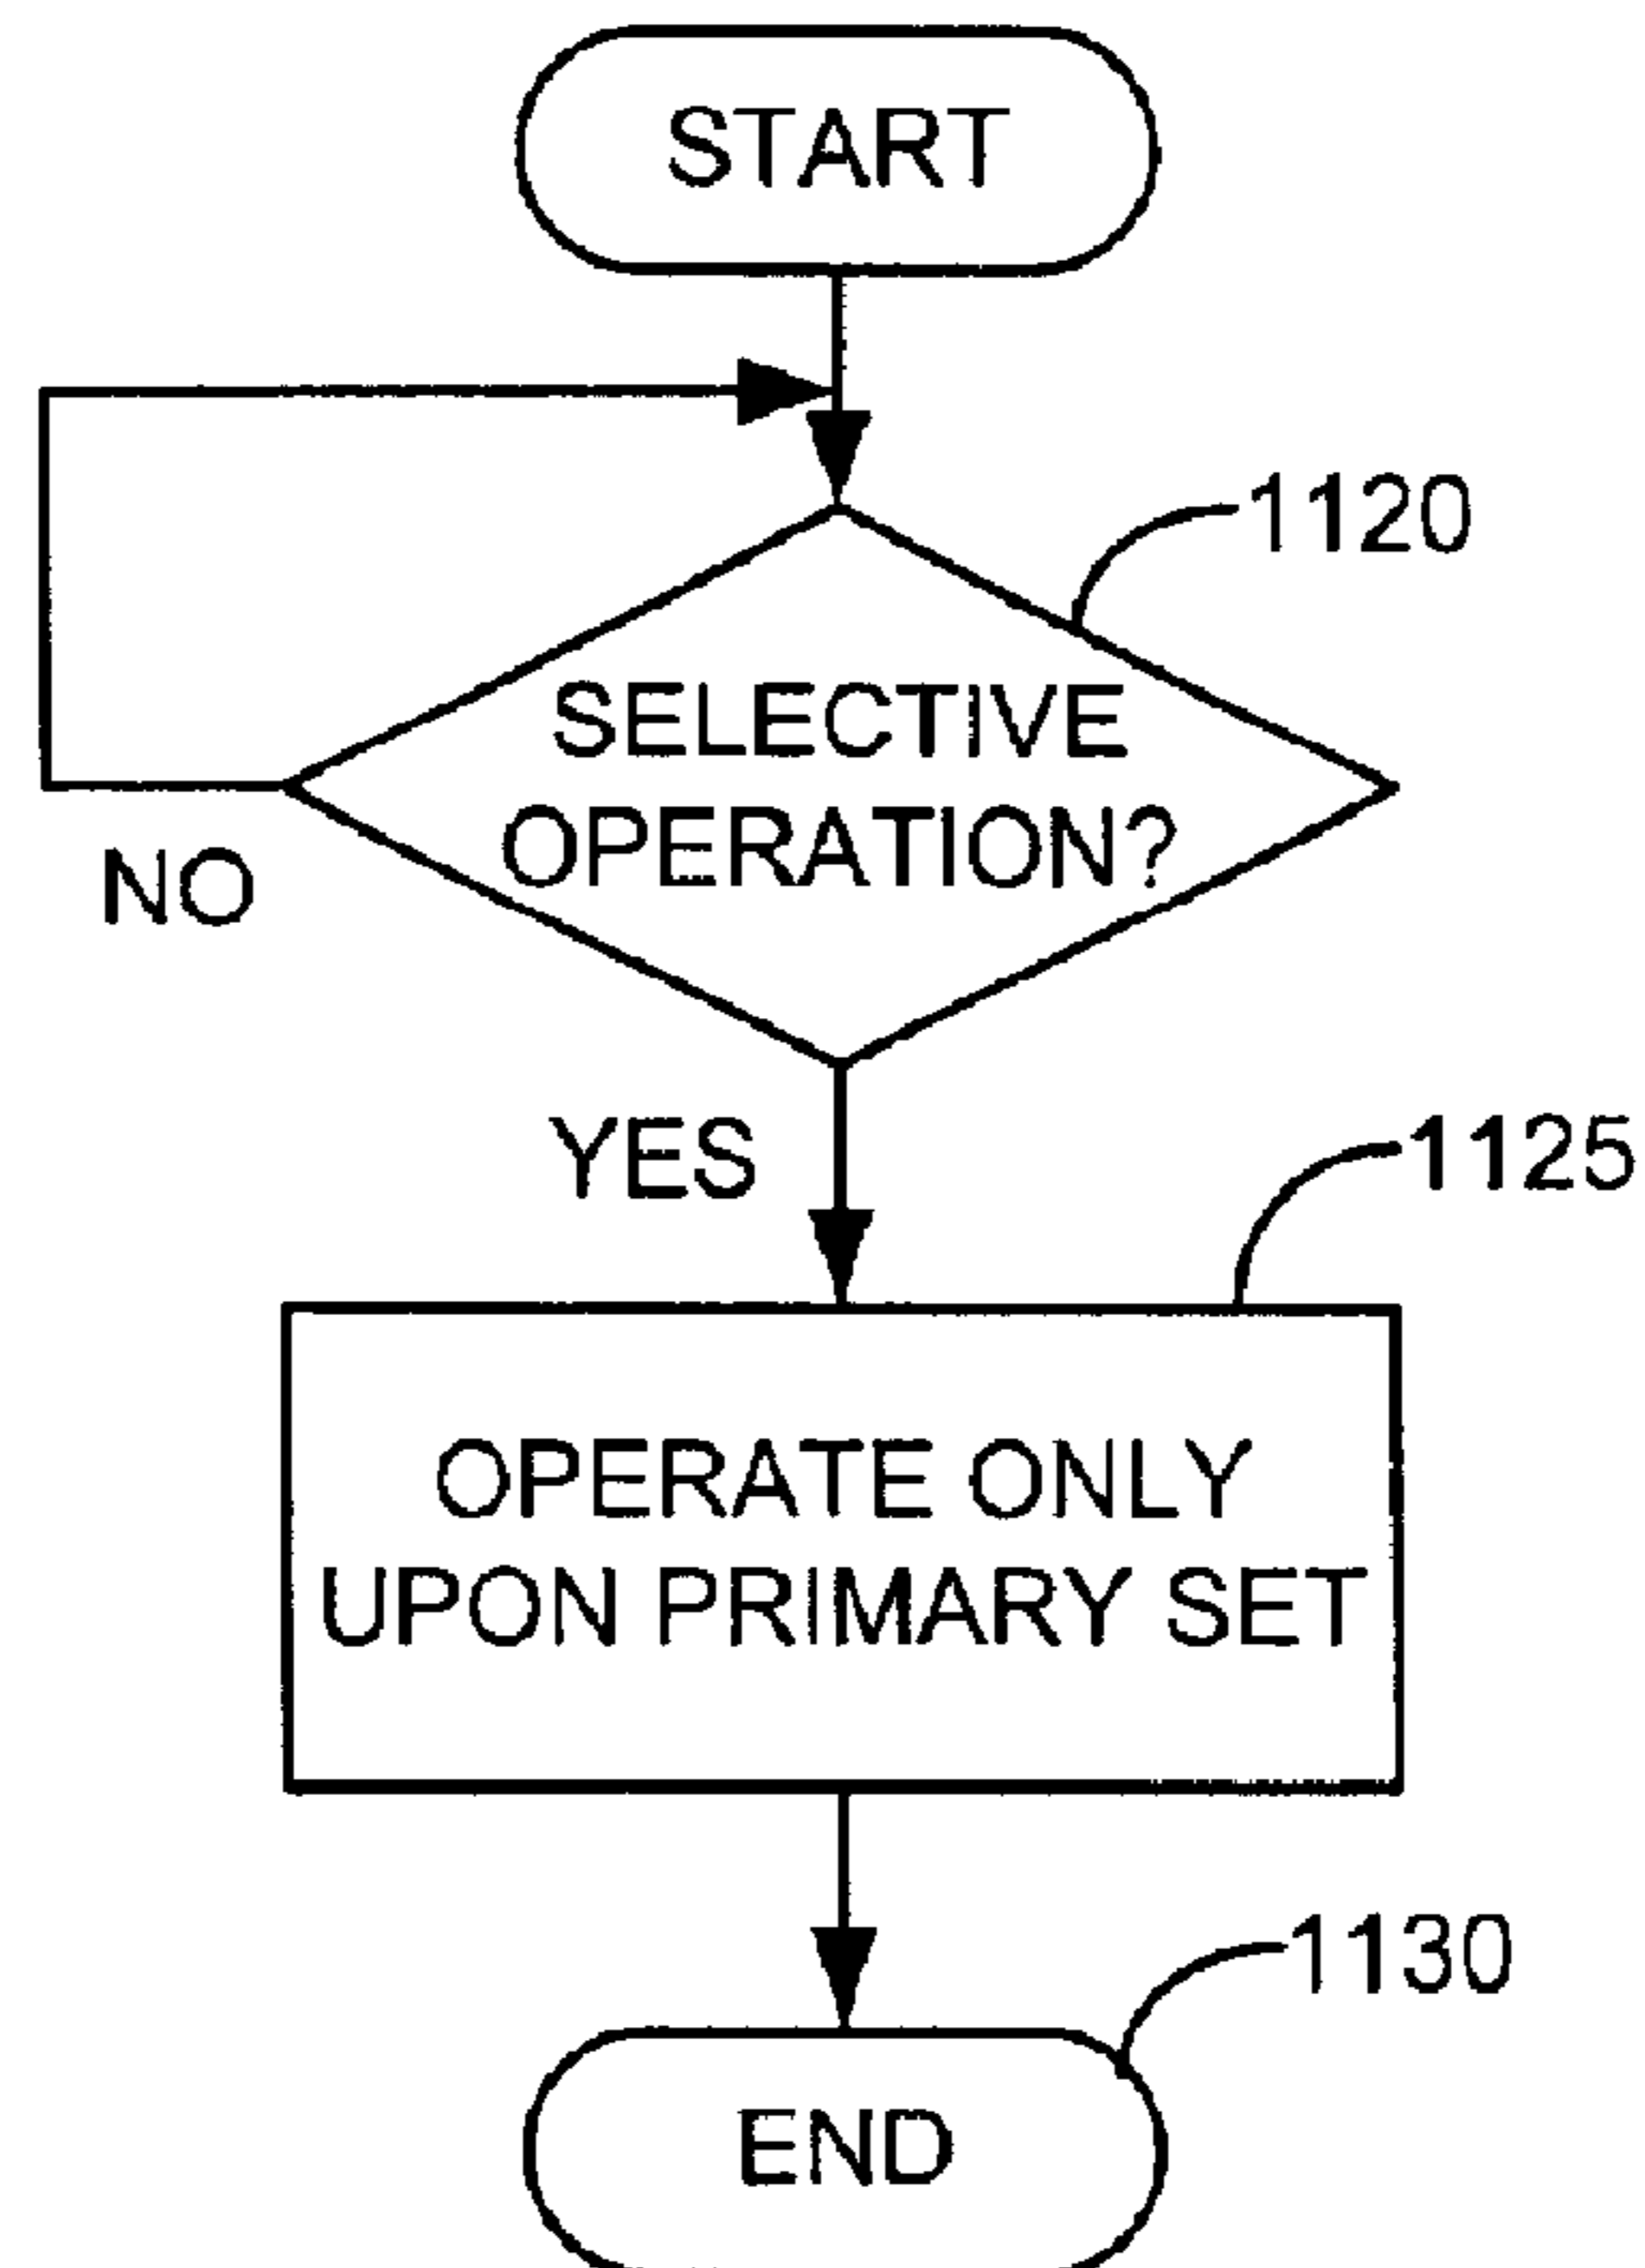 START
1120
SELECTIVE
OPERATION?
NO
YES
1125
OPERATE ONLY
UPON PRIMARY SET
1130
END